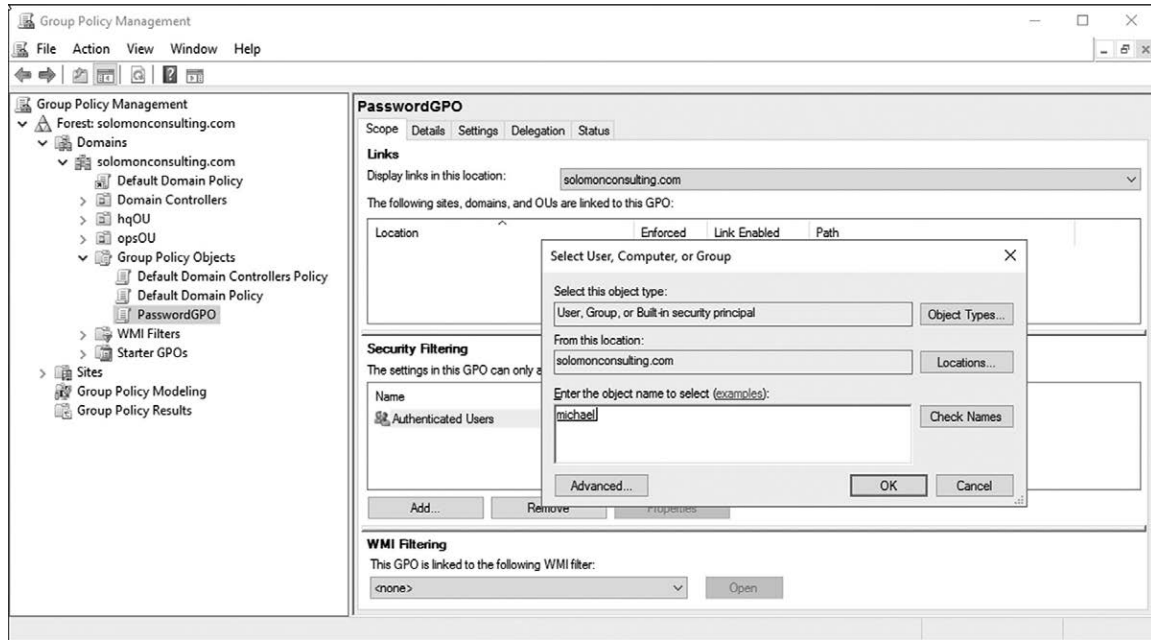 Group Policy Management
File Action View Window Help
Group Policy Management
Forest: solomonconsulting.com
Domains
solomonconsulting.com
Default Domain Policy
Domain Controllers
hqOU
opsOU
Group Policy Objects
Default Domain Controllers Policy
Default Domain Policy
PasswordGPO
WMI Filters
Starter GPOs
Sites
Group Policy Modeling
Group Policy Results
PasswordGPO
Scope Details Settings Delegation Status
Links
Display links in this location: solomonconsulting.com
The following sites, domains, and OUs are linked to this GPO:
Location Enforced Link Enabled Path
Security Filtering
The settings in this GPO can only a
Name
Authenticated Users
Add... Remove Properties
WMI Filtering
This GPO is linked to the following WMI filter:
<none> Open
Select User, Computer, or Group
Select this object type:
User, Group, or Built-in security principal Object Types...
From this location:
solomonconsulting.com Locations...
Enter the object name to select (examples):
michael Check Names
Advanced... OK Cancel